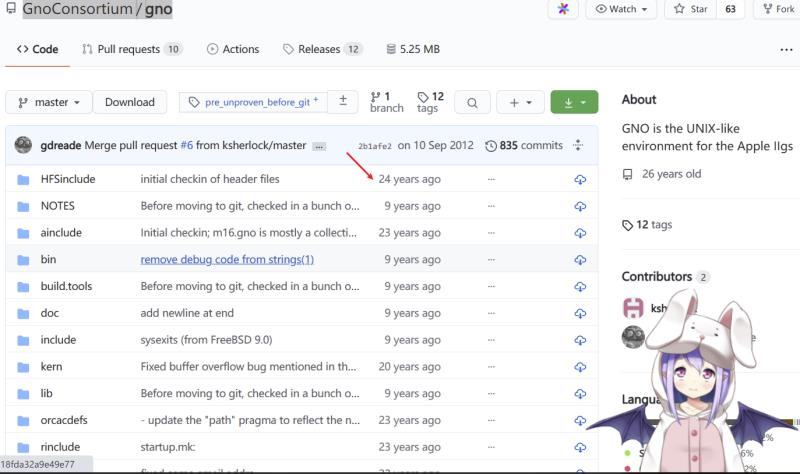 GnoConsortium / gno
Watch
Star 63
Fork
Code
Pull requests 10
Actions
Releases 12
5.25 MB
master
Download
pre_unproven_before_git +
1 branch
12 tags
gdreade Merge pull request #6 from ksherlock/master ... 2b1afe2 on 10 Sep 2012 835 commits
HFSinclude initial checkin of header files 24 years ago ...
NOTES Before moving to git, checked in a bunch o... 9 years ago ...
ainclude Initial checkin; m16.gno is mostly a collecti... 23 years ago ...
bin remove debug code from strings(1) 9 years ago ...
build.tools Before moving to git, checked in a bunch o... 9 years ago ...
doc add newline at end 9 years ago ...
include sysexits (from FreeBSD 9.0) 9 years ago ...
kern Fixed buffer overflow bug mentioned in th... 20 years ago ...
lib Before moving to git, checked in a bunch o... 9 years ago ...
orcacdefs - update the "path" pragma to reflect the n... 23 years ago ...
rinclude startup.mk: 23 years ago ...
18fda32a9e49e77
About
GNO is the UNIX-like
environment for the Apple IIgs
26 years old
12 tags
Contributors 2